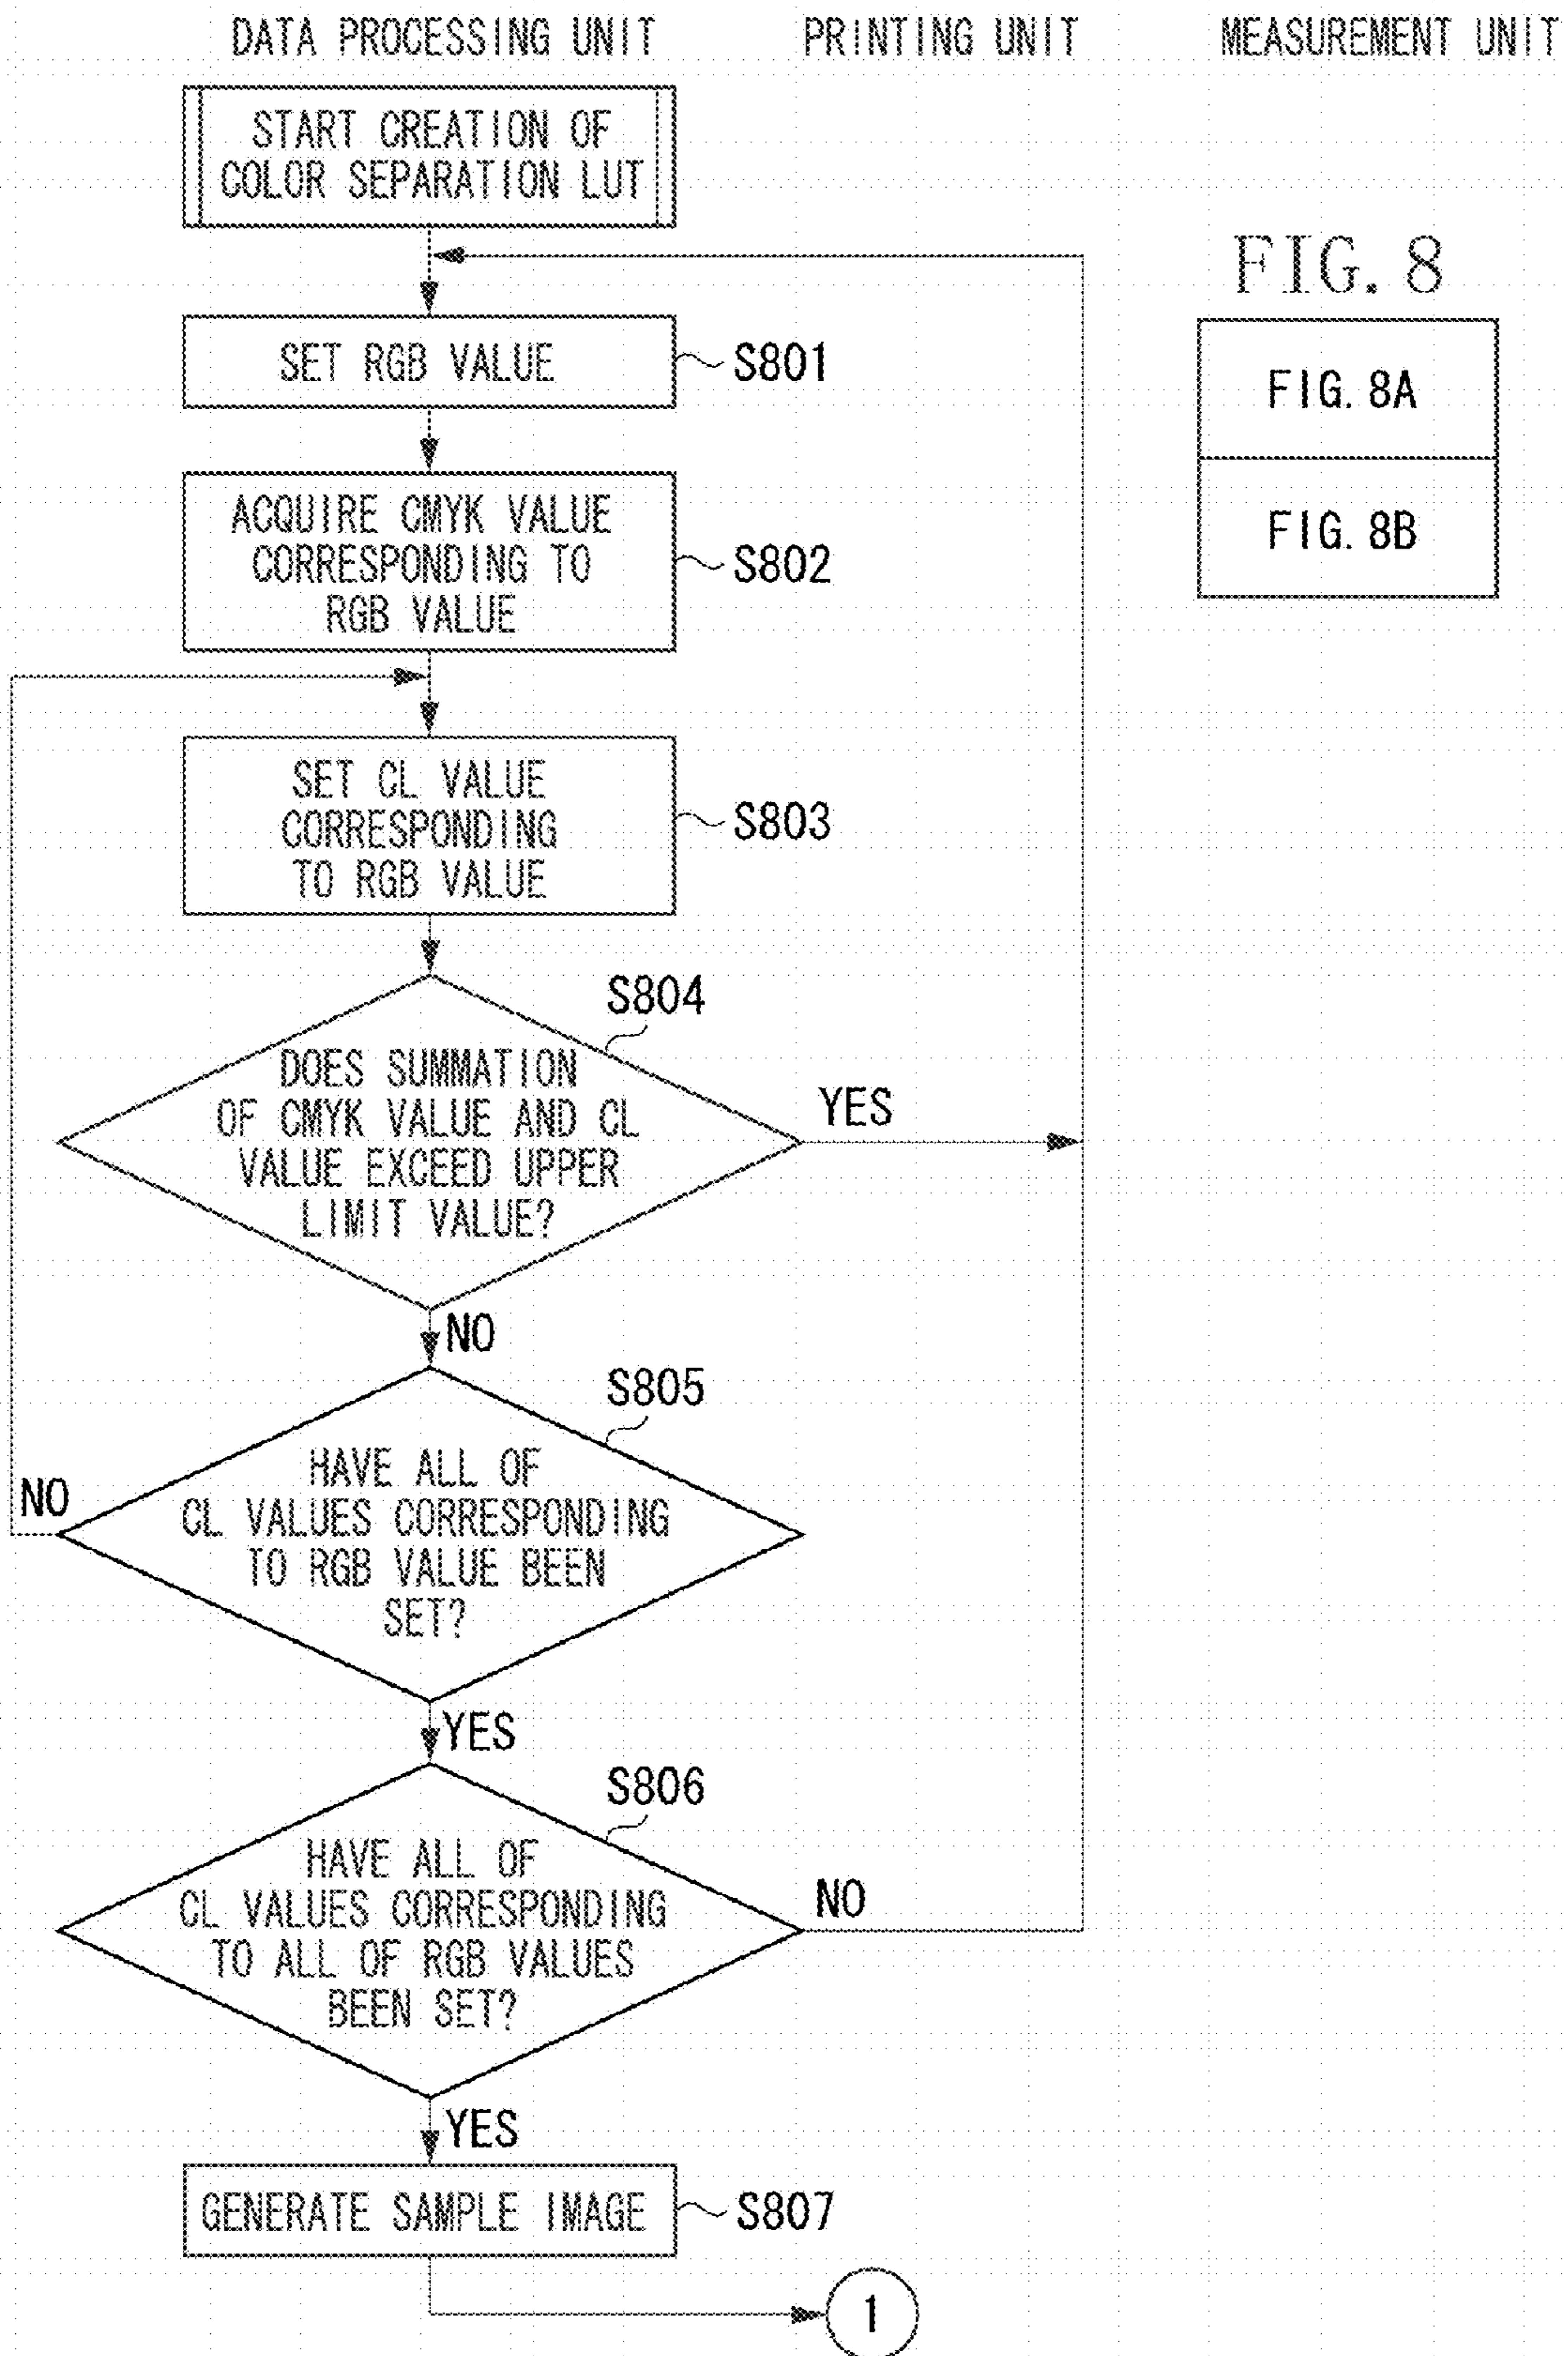 DATA PROCESSING UNIT
PRINTING UNIT
MEASUREMENT UNIT
START CREATION OF
COLOR SEPARATION LUT
FIG. 8
FIG. 8A
FIG. 8B
SET RGB VALUE
S801
ACQUIRE CMYK VALUE
CORRESPONDING TO
RGB VALUE
S802
SET CL VALUE
CORRESPONDING
TO RGB VALUE
S803
S804
DOES SUMMATION
OF CMYK VALUE AND CL
VALUE EXCEED UPPER
LIMIT VALUE?
YES
NO
S805
HAVE ALL OF
CL VALUES CORRESPONDING
TO RGB VALUE BEEN
SET?
NO
YES
S806
HAVE ALL OF
CL VALUES CORRESPONDING
TO ALL OF RGB VALUES
BEEN SET?
NO
YES
GENERATE SAMPLE IMAGE
S807
1